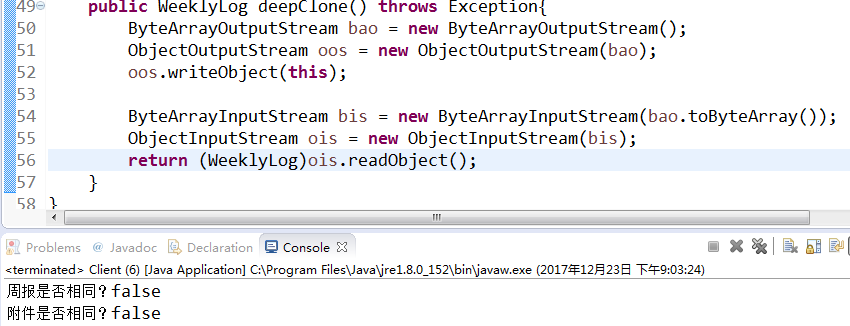 49 public WeeklyLog deepClone() throws Exception{
50 ByteArrayOutputStream bao = new ByteArrayOutputStream();
51 ObjectOutputStream oos = new ObjectOutputStream(bao);
52 oos.writeObject(this);
53
54 ByteArrayInputStream bis = new ByteArrayInputStream(bao.toByteArray());
55 ObjectInputStream ois = new ObjectInputStream(bis);
56 return (WeeklyLog)ois.readObject();
57 }
58 }
Problems @ Javadoc Declaration Console
<terminated> Client (6) [Java Application] C:\Program Files\Java\jre1.8.0_152\bin\javaw.exe (2017年12月23日 下午9:03:24)
周报是否相同？false
附件是否相同？false